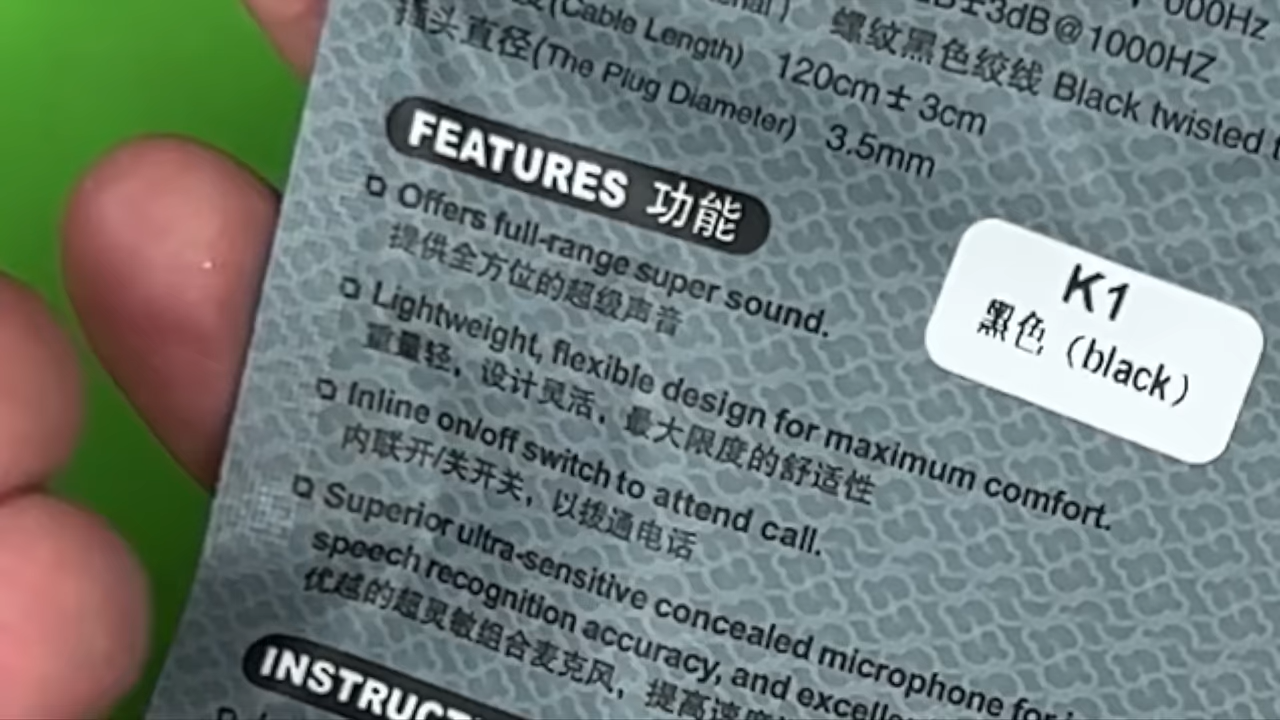 000Hz
±3dB@1000HZ
螺纹黑色绞线 Black twisted
(Cable Length) 120cm± 3cm
插头直径(The Plug Diameter) 3.5mm
FEATURES 功能
Offers full-range super sound.
提供全方位的超级声音
Lightweight, flexible design for maximum comfort.
重量轻，设计灵活，最大限度的舒适性
Inline on/off switch to attend call.
内联开/关开关，以拨通电话
Superior ultra-sensitive concealed microphone for
speech recognition accuracy, and
优越的超灵敏组合麦克风，提高速度
K1
黑色（black）